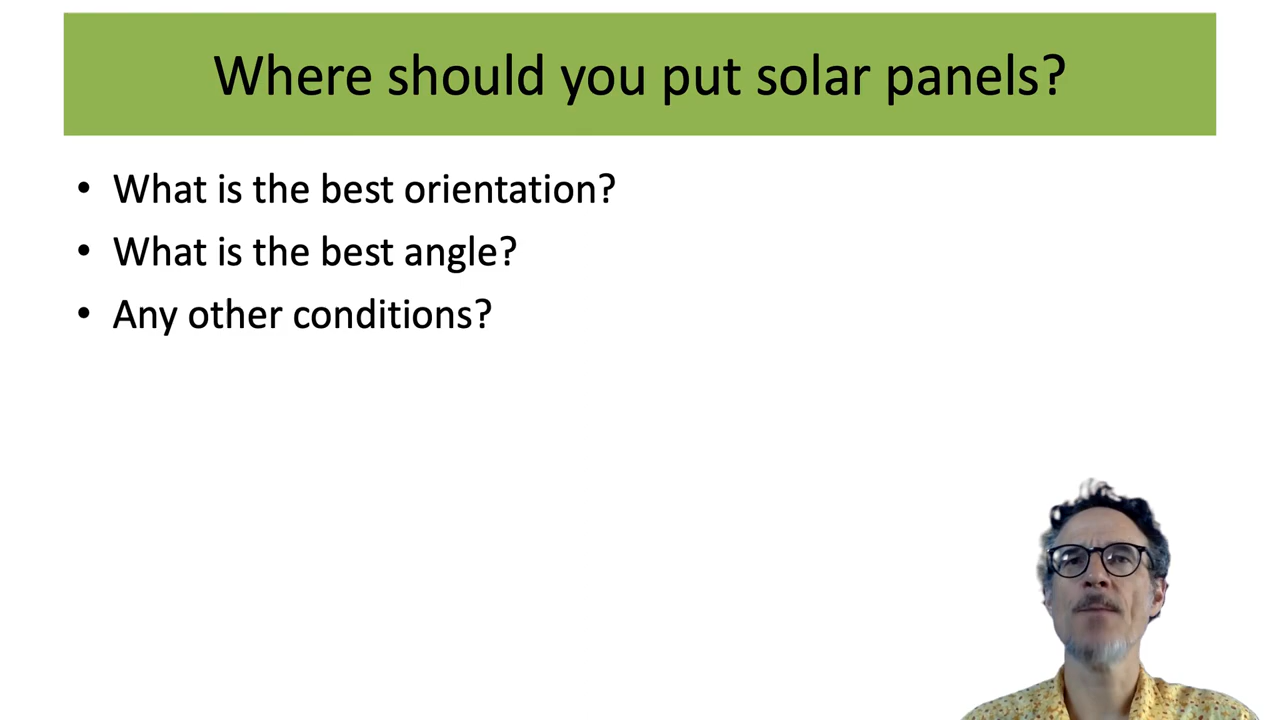 Where should you put solar panels?
• What is the best orientation?
• What is the best angle?
• Any other conditions?